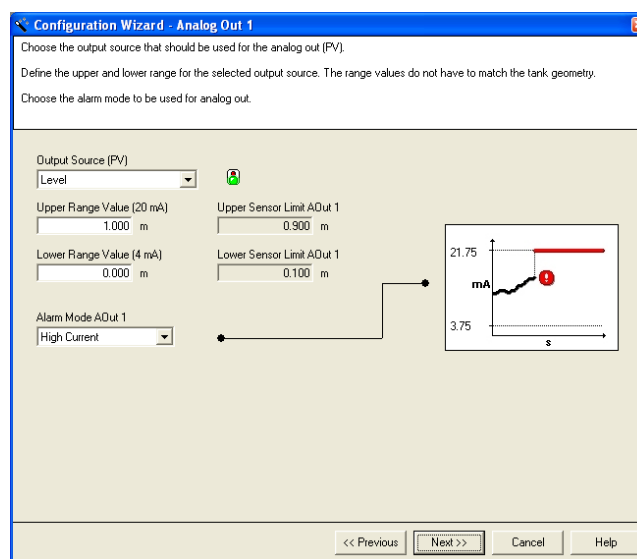 Configuration Wizard - Analog Out 1
Choose the output source that should be used for the analog out (PV).
Define the upper and lower range for the selected output source. The range values do not have to match the tank geometry.
Choose the alarm mode to be used for analog out.
Output Source (PV)
Level
Upper Range Value (20 mA) Upper Sensor Limit AOut 1
1.000 m 0.900 m
Lower Range Value (4 mA) Lower Sensor Limit AOut 1
0.000 m 0.100 m
Alarm Mode AOut 1
High Current
21.75
mA
3.75
s
<< Previous Next >> Cancel Help